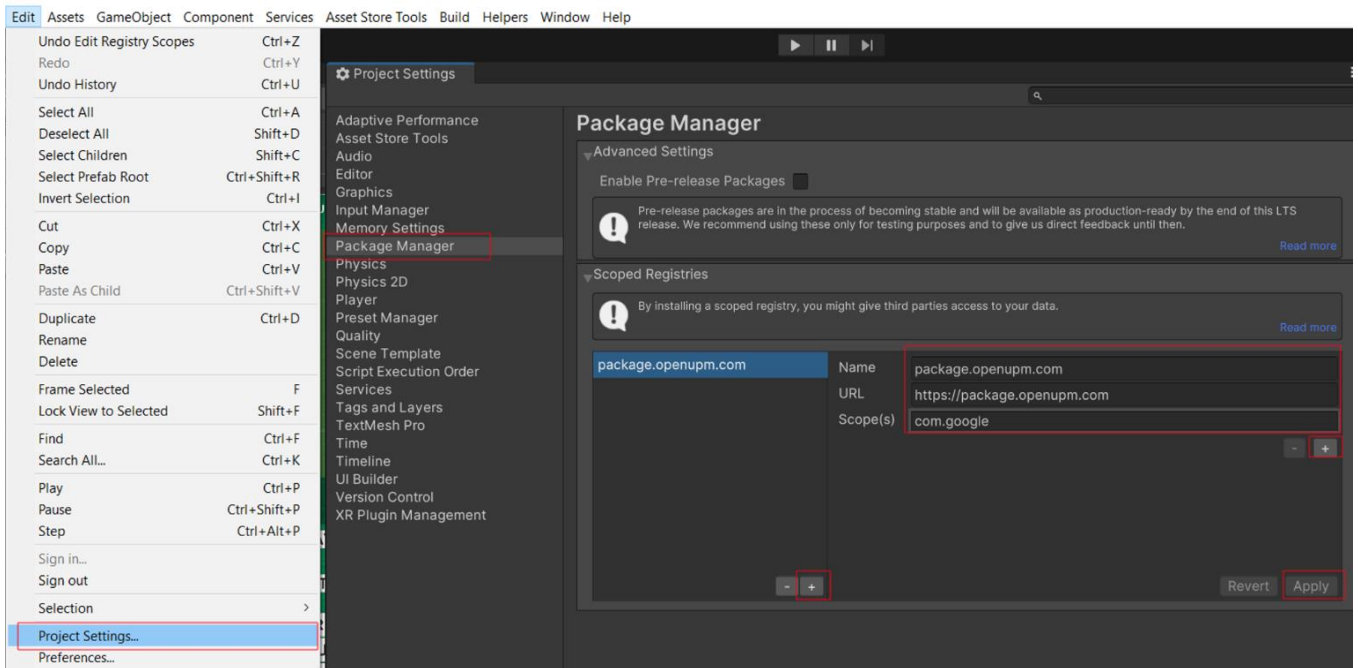 Edit Assets GameObject Component Services Asset Store Tools Build Helpers Window Help
Undo Edit Registry Scopes Ctrl+Z
Redo Ctrl+Y
Undo History Ctrl+U
Select All Ctrl+A
Deselect All Shift+D
Select Children Shift+C
Select Prefab Root Ctrl+Shift+R
Invert Selection Ctrl+I
Cut Ctrl+X
Copy Ctrl+C
Paste Ctrl+V
Paste As Child Ctrl+Shift+V
Duplicate Ctrl+D
Rename
Delete
Frame Selected F
Lock View to Selected Shift+F
Find Ctrl+F
Search All... Ctrl+K
Play Ctrl+P
Pause Ctrl+Shift+P
Step Ctrl+Alt+P
Sign in...
Sign out
Selection >
Project Settings...
Preferences...
Project Settings
Adaptive Performance
Asset Store Tools
Audio
Editor
Graphics
Input Manager
Memory Settings
Package Manager
Physics
Physics 2D
Player
Preset Manager
Quality
Scene Template
Script Execution Order
Services
Tags and Layers
TextMesh Pro
Time
Timeline
UI Builder
Version Control
XR Plugin Management
Package Manager
Advanced Settings
Enable Pre-release Packages
Pre-release packages are in the process of becoming stable and will be available as production-ready by the end of this LTS
release. We recommend using these only for testing purposes and to give us direct feedback until then.
Read more
Scoped Registries
By installing a scoped registry, you might give third parties access to your data.
Read more
package.openupm.com
Name package.openupm.com
URL https://package.openupm.com
Scope(s) com.google
- +
- +
Revert Apply